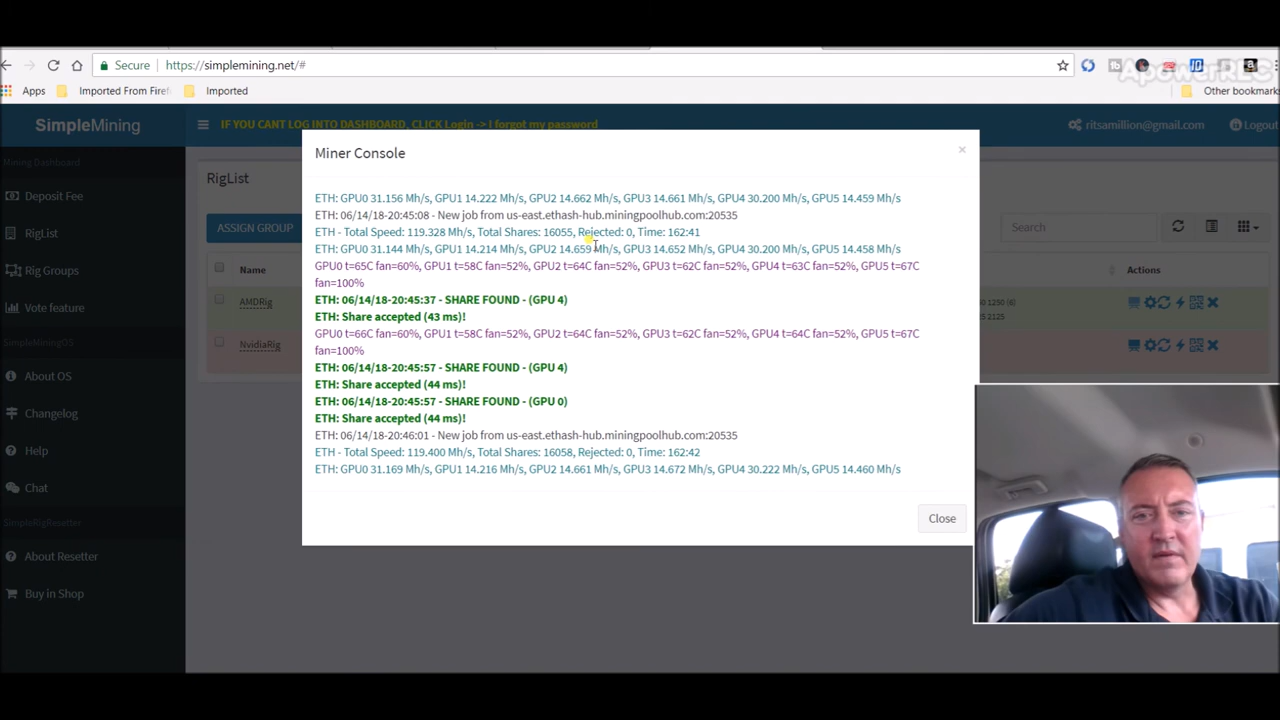 Secure
https://simplemining.net/#
ApowerREC
Apps
Imported From Firef
Imported
Other bookmarks
SimpleMining
IF YOU CANT LOG INTO DASHBOARD, CLICK Login -> I forgot my password
ritsamillion@gmail.com
Logout
Mining Dashboard
Deposit Fee
RigList
Rig Groups
Vote feature
SimpleMiningOS
About OS
Changelog
Help
Chat
SimpleRigResetter
About Resetter
Buy in Shop
RigList
ASSIGN GROUP
Search
Name
Actions
AMDRig
1250 (6)
2125
NvidiaRig
Miner Console
×
ETH: GPU0 31.156 Mh/s, GPU1 14.222 Mh/s, GPU2 14.662 Mh/s, GPU3 14.661 Mh/s, GPU4 30.200 Mh/s, GPU5 14.459 Mh/s
ETH: 06/14/18-20:45:08 - New job from us-east.ethash-hub.miningpoolhub.com:20535
ETH - Total Speed: 119.328 Mh/s, Total Shares: 16055, Rejected: 0, Time: 162:41
ETH: GPU0 31.144 Mh/s, GPU1 14.214 Mh/s, GPU2 14.659 Mh/s, GPU3 14.652 Mh/s, GPU4 30.200 Mh/s, GPU5 14.458 Mh/s
GPU0 t=65C fan=60%, GPU1 t=58C fan=52%, GPU2 t=64C fan=52%, GPU3 t=62C fan=52%, GPU4 t=63C fan=52%, GPU5 t=67C
fan=100%
ETH: 06/14/18-20:45:37 - SHARE FOUND - (GPU 4)
ETH: Share accepted (43 ms)!
GPU0 t=66C fan=60%, GPU1 t=58C fan=52%, GPU2 t=64C fan=52%, GPU3 t=62C fan=52%, GPU4 t=64C fan=52%, GPU5 t=67C
fan=100%
ETH: 06/14/18-20:45:57 - SHARE FOUND - (GPU 4)
ETH: Share accepted (44 ms)!
ETH: 06/14/18-20:45:57 - SHARE FOUND - (GPU 0)
ETH: Share accepted (44 ms)!
ETH: 06/14/18-20:46:01 - New job from us-east.ethash-hub.miningpoolhub.com:20535
ETH - Total Speed: 119.400 Mh/s, Total Shares: 16058, Rejected: 0, Time: 162:42
ETH: GPU0 31.169 Mh/s, GPU1 14.216 Mh/s, GPU2 14.661 Mh/s, GPU3 14.672 Mh/s, GPU4 30.222 Mh/s, GPU5 14.460 Mh/s
Close